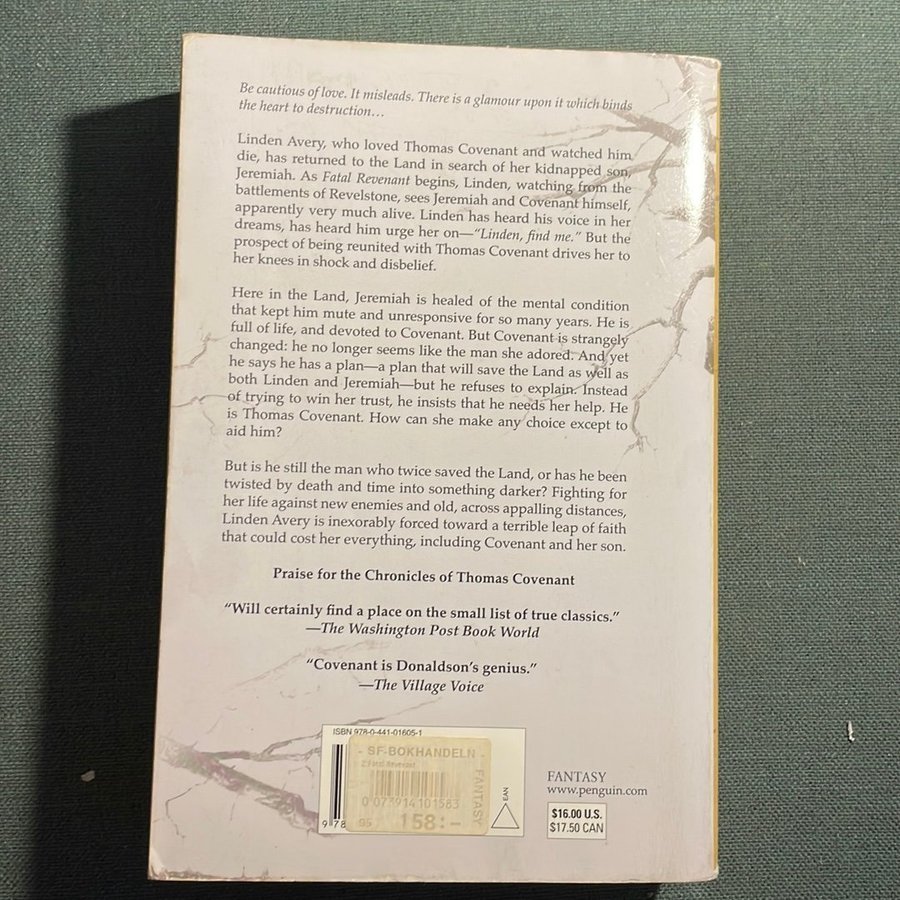 Be cautious of love. It misleads. There is a glamour upon it which binds
the heart to destruction…
Linden Avery, who loved Thomas Covenant and watched him
die, has returned to the Land in search of her kidnapped son,
Jeremiah. As Fatal Revenant begins, Linden, watching from the
battlements of Revelstone, sees Jeremiah and Covenant himself,
apparently very much alive. Linden has heard his voice in her
dreams, has heard him urge her on—“Linden, find me.” But the
prospect of being reunited with Thomas Covenant drives her to
her knees in shock and disbelief.
Here in the Land, Jeremiah is healed of the mental condition
that kept him mute and unresponsive for so many years. He is
full of life, and devoted to Covenant. But Covenant is strangely
changed: he no longer seems like the man she adored. And yet
he says he has a plan—a plan that will save the Land as well as
both Linden and Jeremiah—but he refuses to explain. Instead
of trying to win her trust, he insists that he needs her help. He
is Thomas Covenant. How can she make any choice except to
aid him?
But is he still the man who twice saved the Land, or has he been
twisted by death and time into something darker? Fighting for
her life against new enemies and old, across appalling distances,
Linden Avery is inexorably forced toward a terrible leap of faith
that could cost her everything, including Covenant and her son.
Praise for the Chronicles of Thomas Covenant
“Will certainly find a place on the small list of true classics.”
—The Washington Post Book World
“Covenant is Donaldson’s genius.”
—The Village Voice
ISBN 978-0-441-01605-1
- SF-BOKHANDELN -
2:Fatal Revenant
FANTASY
0 073914 101583
95 158:-
9 78
EAN
FANTASY
www.penguin.com
$16.00 U.S.
$17.50 CAN